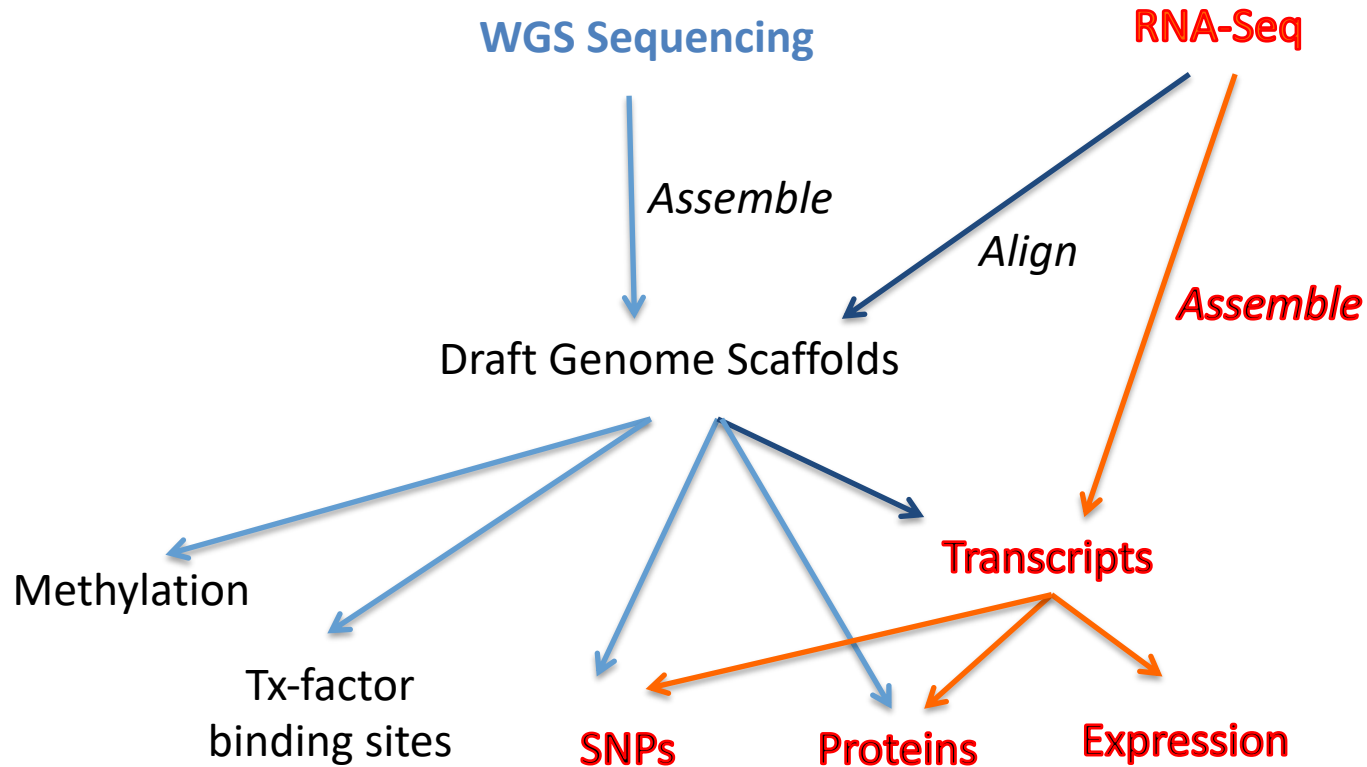 WGS Sequencing
RNA-Seq
Assemble
Align
Assemble
Draft Genome Scaffolds
Transcripts
Methylation
Tx-factor
binding sites
SNPs
Proteins
Expression